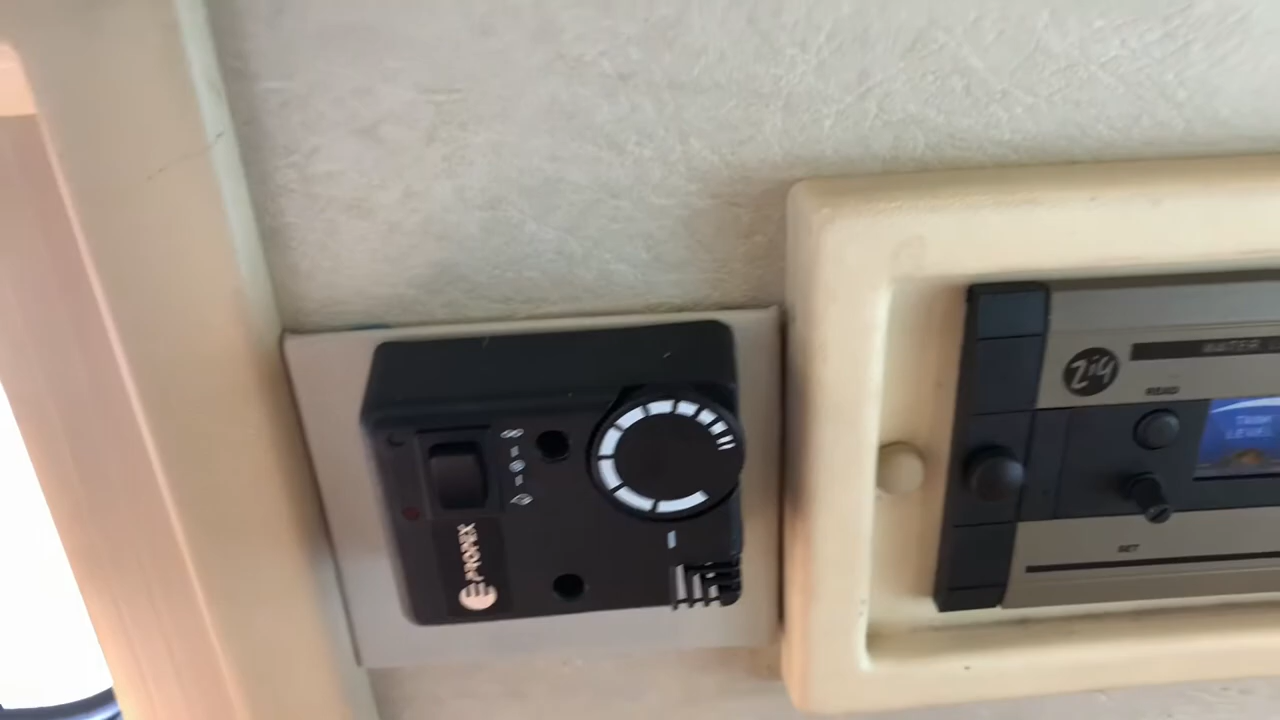 PROPEX
Zig
WATER
READ
TANK
LEVEL
SET